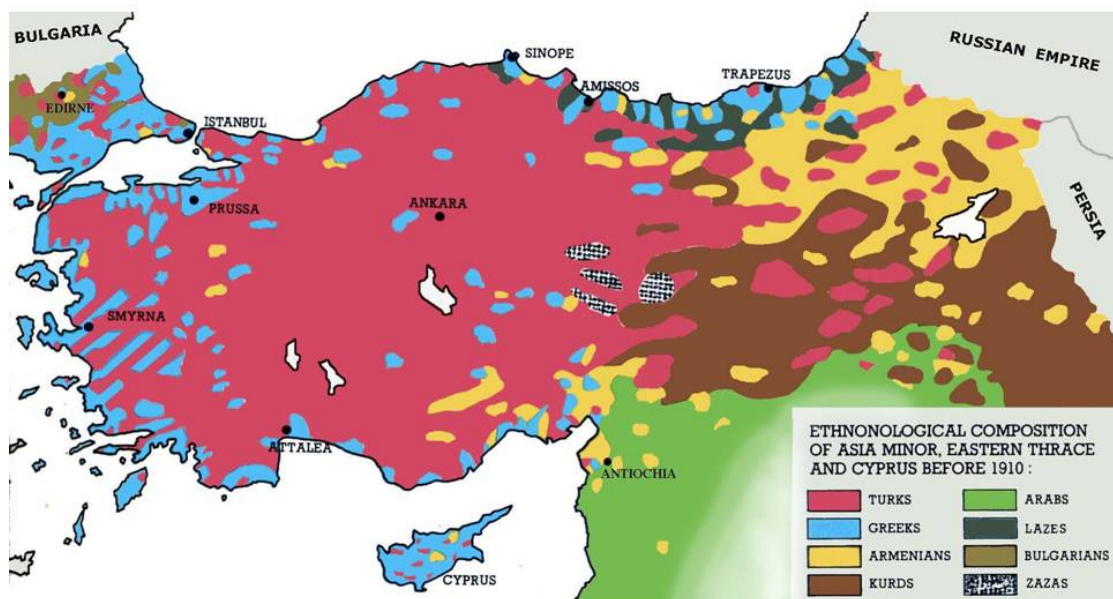 BULGARIA
RUSSIAN EMPIRE
SINOPE
EDIRNE
AMISSOS
TRAPEZUS
ISTANBUL
PRUSSA
ANKARA
PERSIA
SMYRNA
ATTALEA
ANTIOCHIA
CYPRUS
ETHNONOLOGICAL COMPOSITION
OF ASIA MINOR, EASTERN THRACE
AND CYPRUS BEFORE 1910 :
TURKS
ARABS
GREEKS
LAZES
ARMENIANS
BULGARIANS
KURDS
ZAZAS